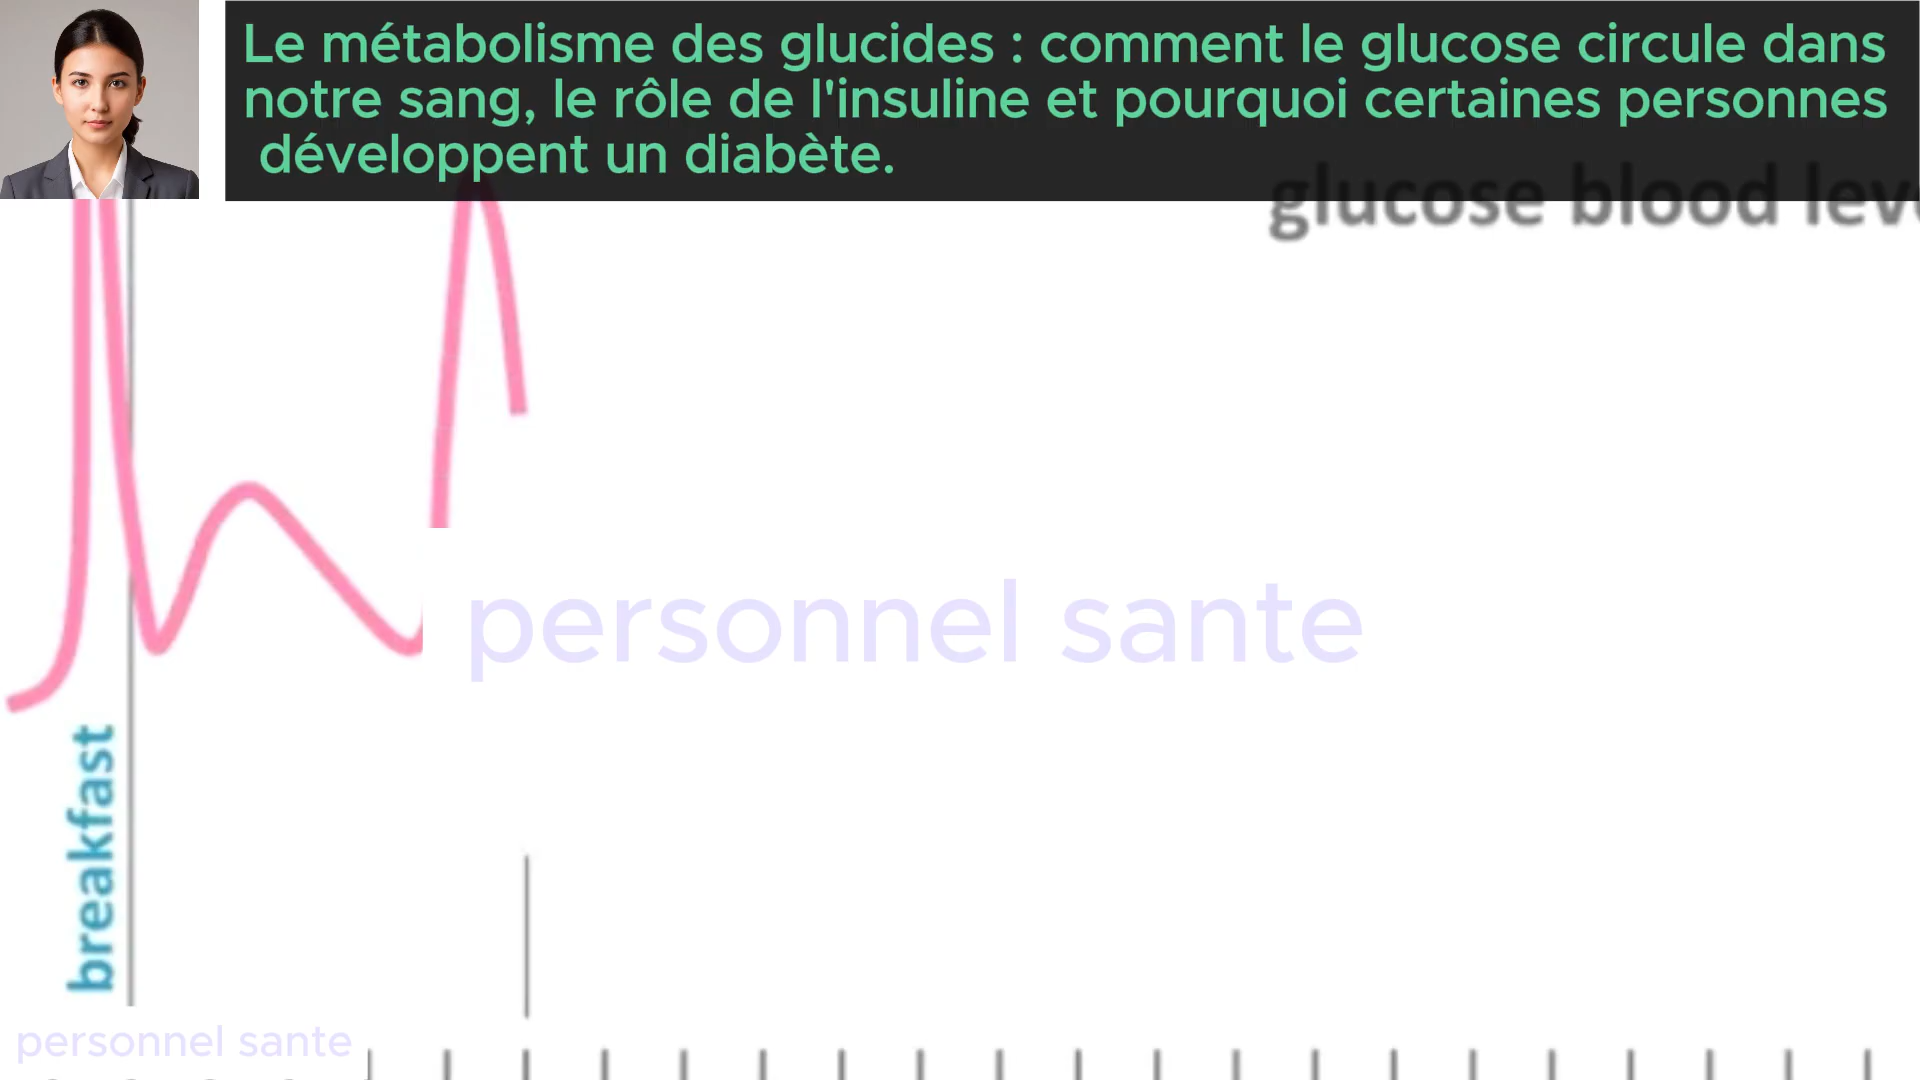 Le métabolisme des glucides : comment le glucose circule dans
notre sang, le rôle de l'insuline et pourquoi certaines personnes
développent un diabète.
glucose blood leve
personnel sante
breakfast
personnel sante